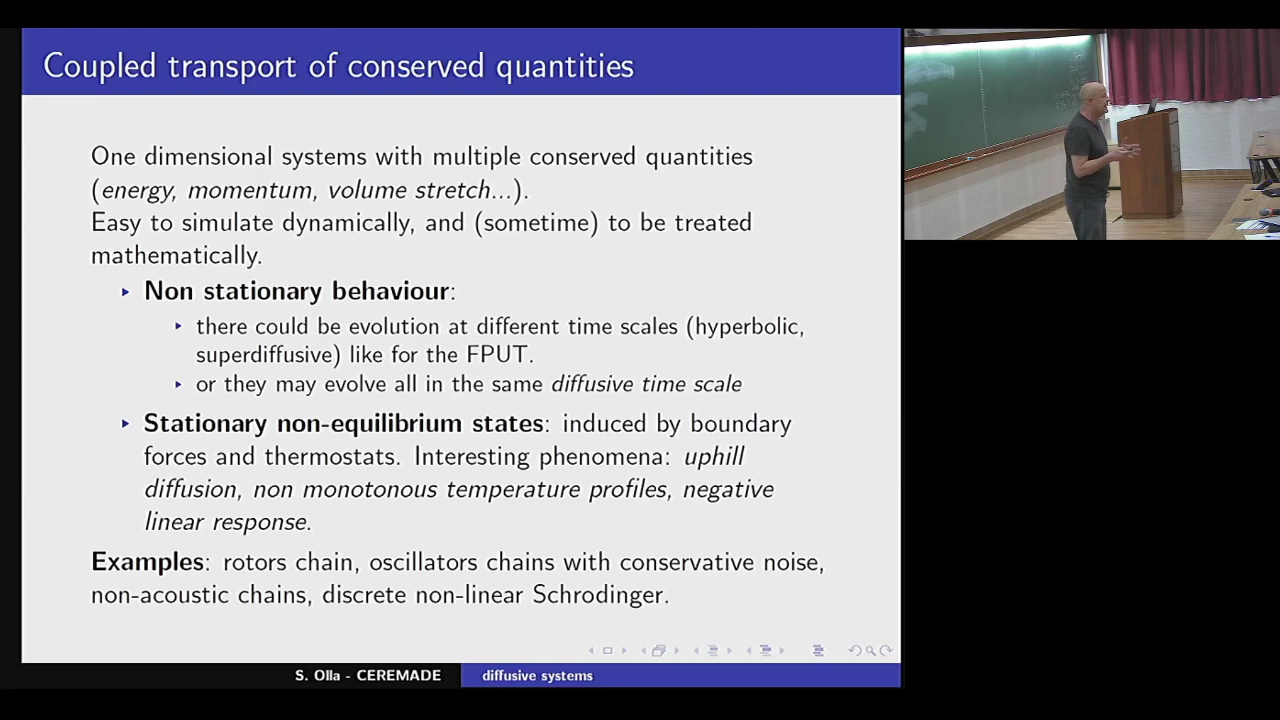 Coupled transport of conserved quantities
One dimensional systems with multiple conserved quantities
(energy, momentum, volume stretch...).
Easy to simulate dynamically, and (sometime) to be treated
mathematically.
Non stationary behaviour:
there could be evolution at different time scales (hyperbolic,
superdiffusive) like for the FPUT.
or they may evolve all in the same diffusive time scale
Stationary non-equilibrium states: induced by boundary
forces and thermostats. Interesting phenomena: uphill
diffusion, non monotonous temperature profiles, negative
linear response.
Examples: rotors chain, oscillators chains with conservative noise,
non-acoustic chains, discrete non-linear Schrodinger.
S. Olla - CEREMADE
diffusive systems